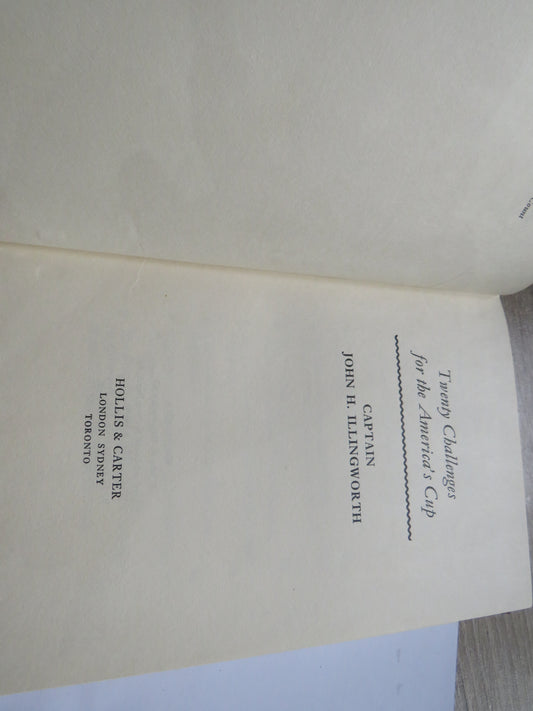 Twenty Challenges
for the America's Cup
CAPTAIN
JOHN H. ILLINGWORTH
HOLLIS & CARTER
LONDON SYDNEY
TORONTO